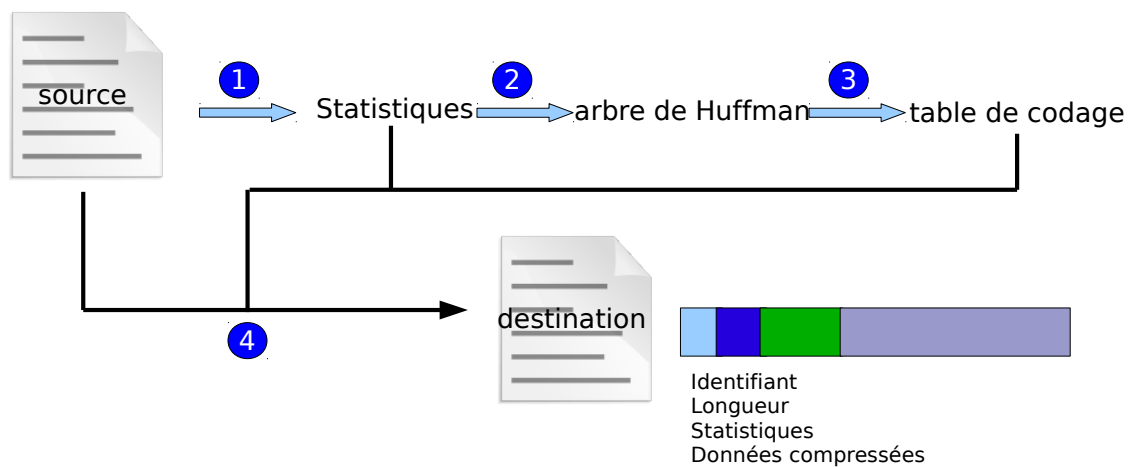 1
2
3
source
Statistiques
arbre de Huffman
table de codage
destination
4
Identifiant
Longueur
Statistiques
Données compressées